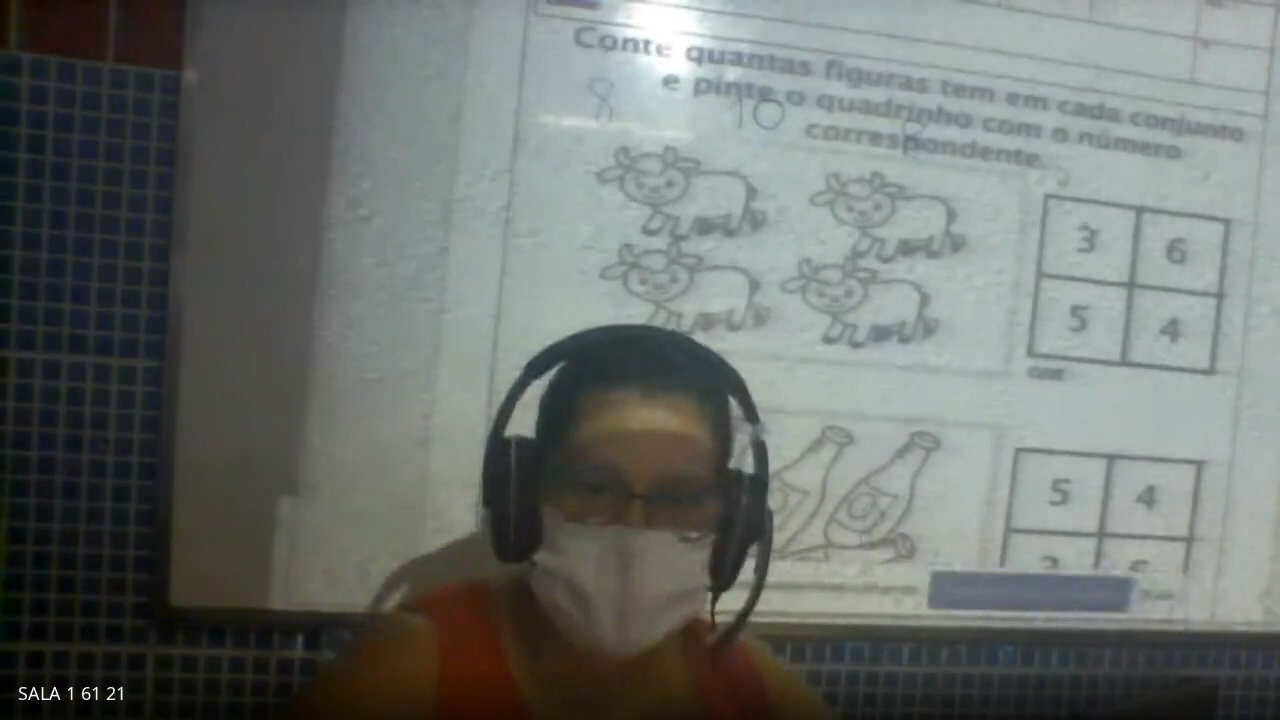 Conte quantas figuras tem em cada conjunto
e pinte o quadrinho com o número
correspondente.
8 10
3 6
5 4
5 4
SALA 1 61 21